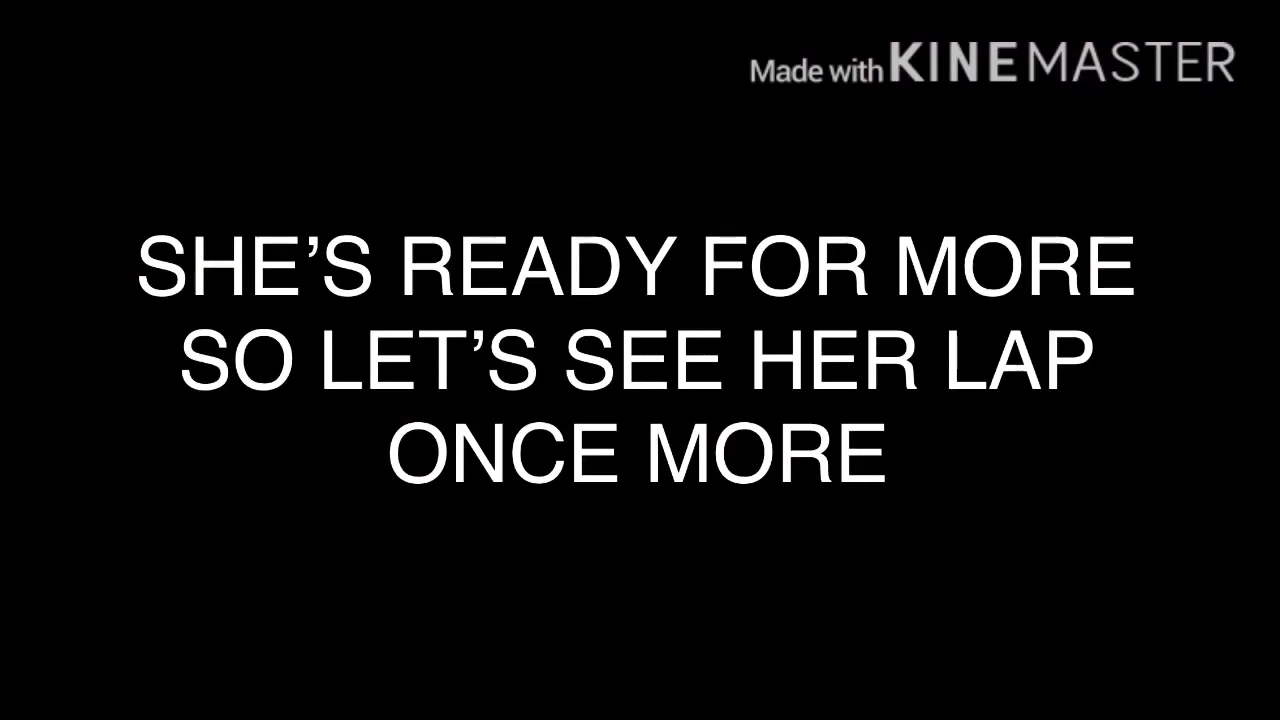 Made with KINEMASTER
SHE’S READY FOR MORE
SO LET’S SEE HER LAP
ONCE MORE